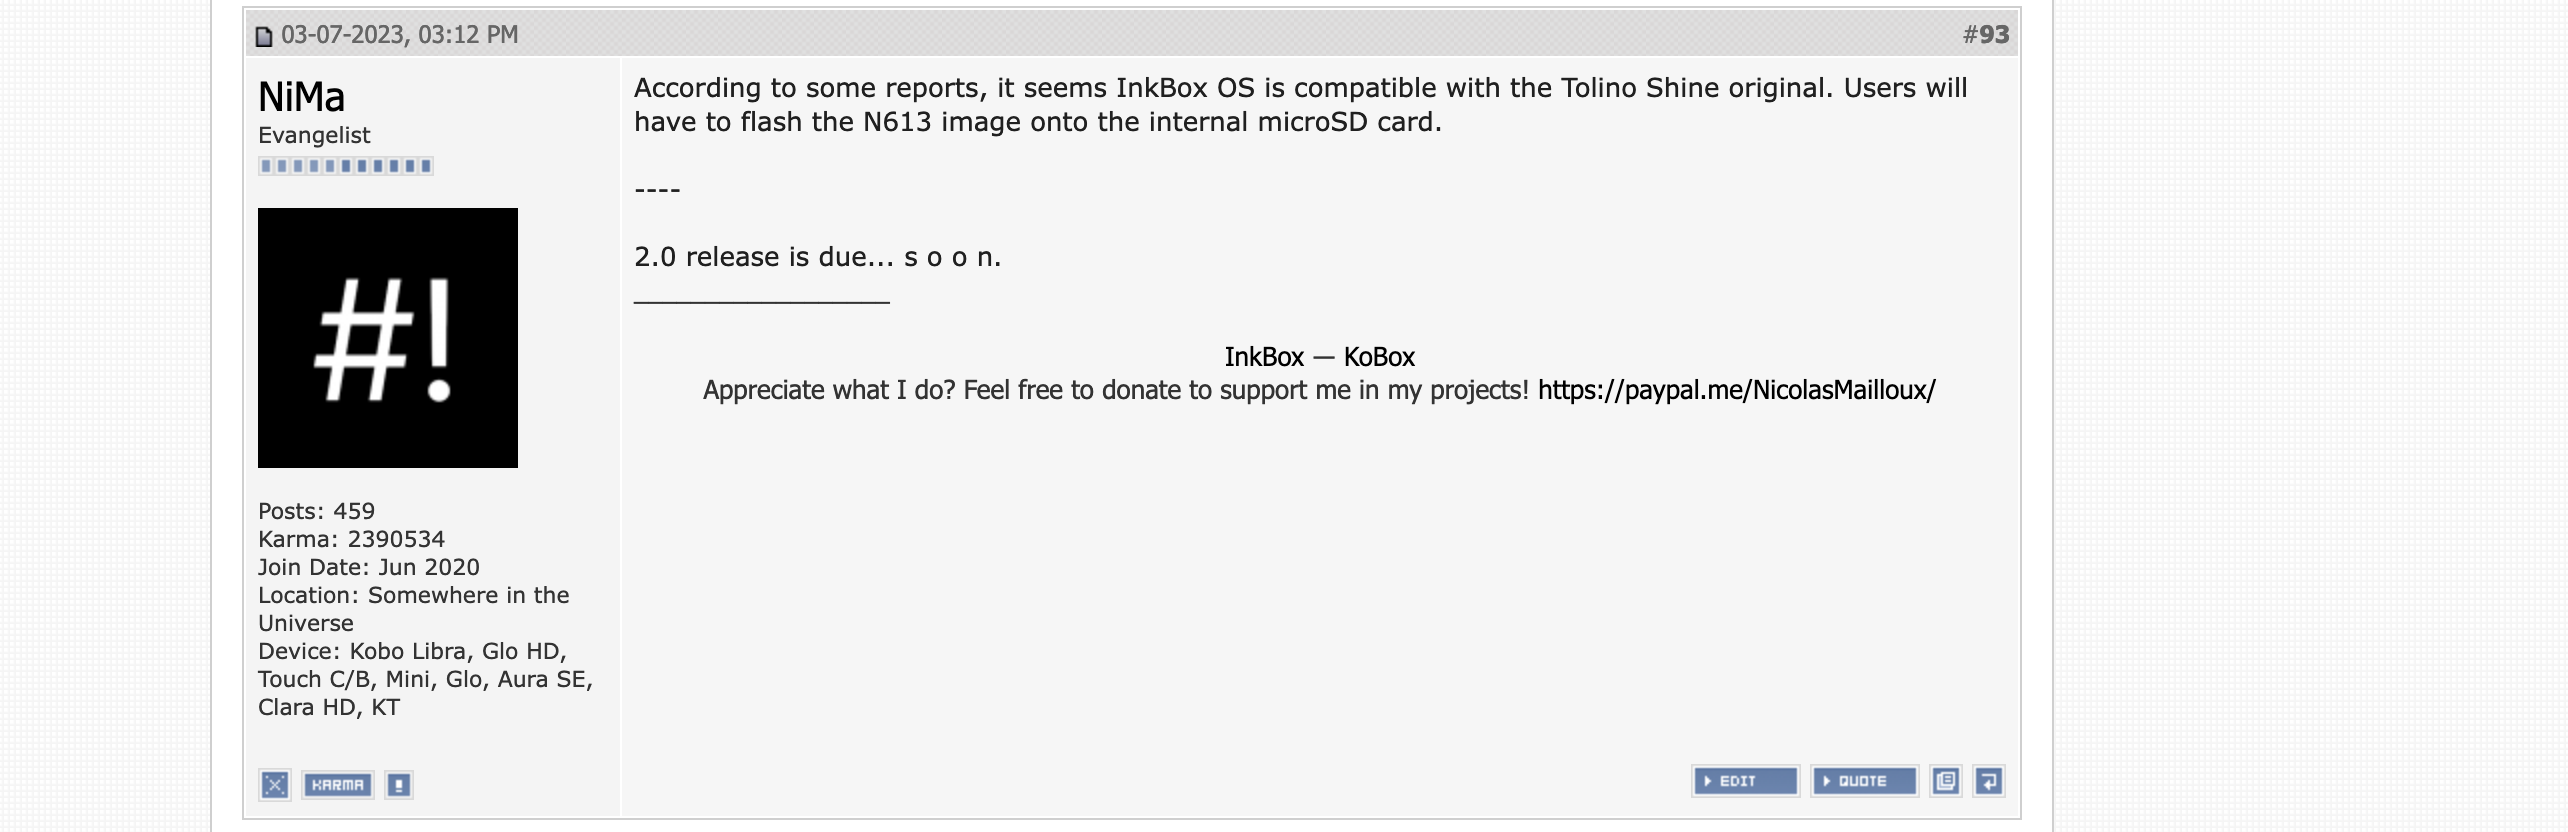 03-07-2023, 03:12 PM
#93
NiMa
Evangelist
#!
Posts: 459
Karma: 2390534
Join Date: Jun 2020
Location: Somewhere in the
Universe
Device: Kobo Libra, Glo HD,
Touch C/B, Mini, Glo, Aura SE,
Clara HD, KT
According to some reports, it seems InkBox OS is compatible with the Tolino Shine original. Users will
have to flash the N613 image onto the internal microSD card.
----
2.0 release is due... s o o n.
__________________
InkBox — KoBox
Appreciate what I do? Feel free to donate to support me in my projects! https://paypal.me/NicolasMailloux/
KARMA
!
EDIT
QUOTE